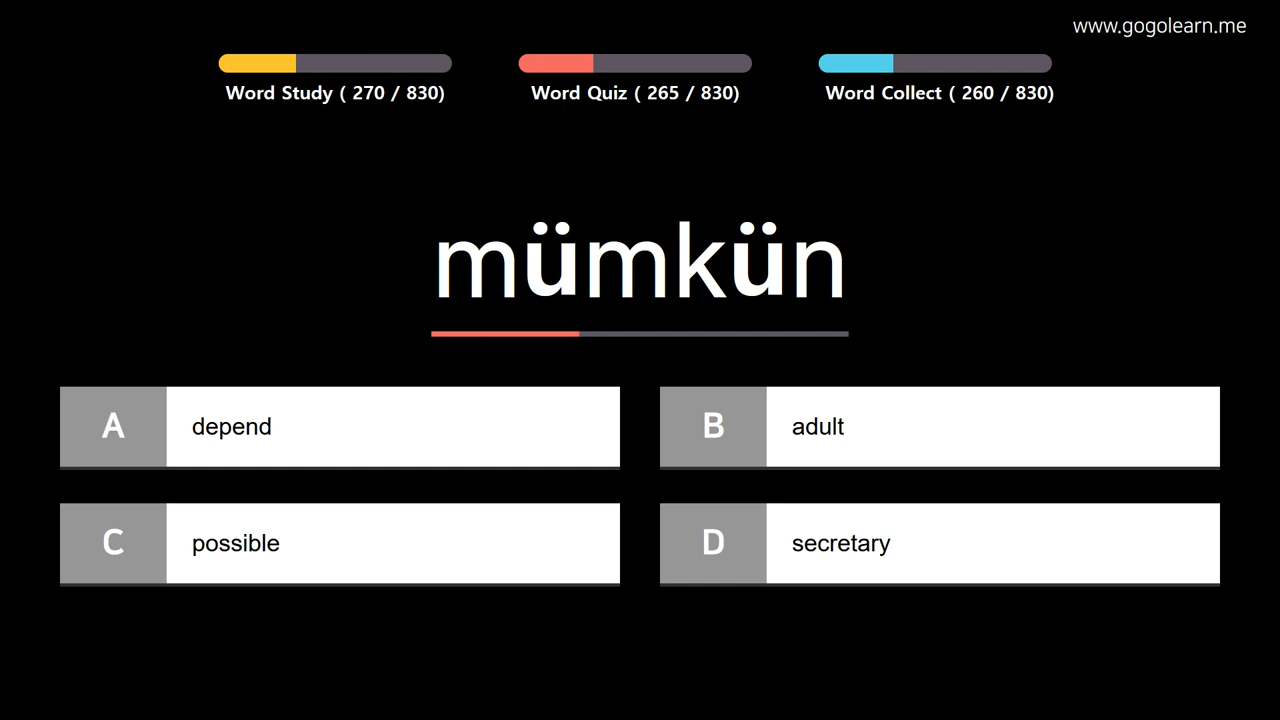 www.gogolearn.me
Word Study ( 270 / 830)
Word Quiz ( 265 / 830)
Word Collect ( 260 / 830)
mümkün
A depend
B adult
C possible
D secretary